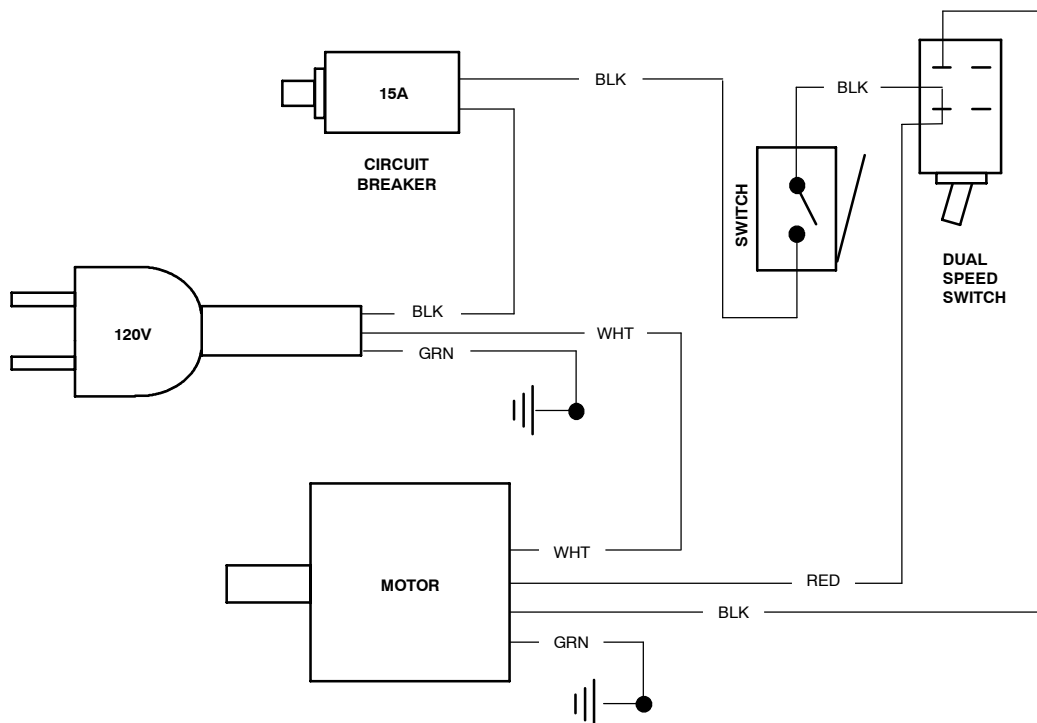 BLK
BLK
15A
CIRCUIT
BREAKER
SWITCH
DUAL
SPEED
SWITCH
BLK
120V
WHT
GRN
WHT
MOTOR
RED
BLK
GRN